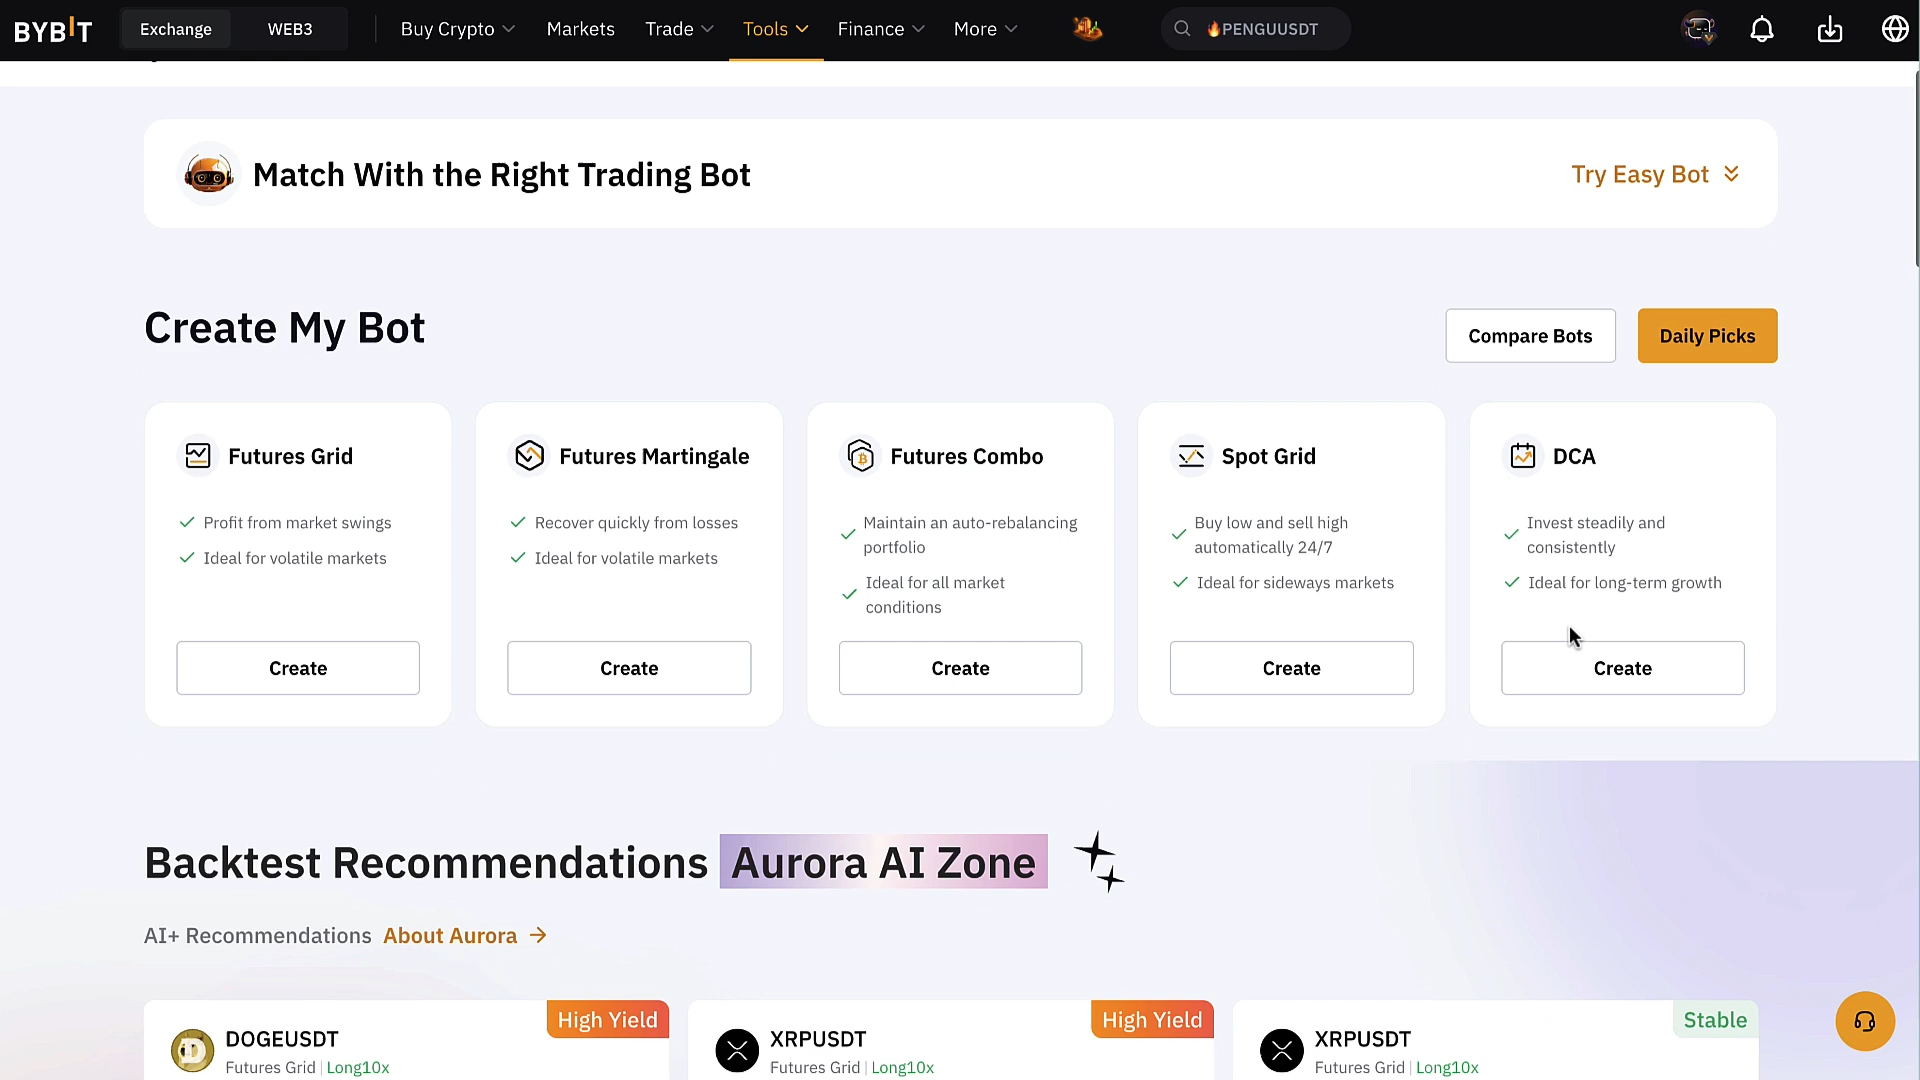 BYBIT Exchange WEB3 Buy Crypto Markets Trade Tools Finance More 🔥PENGUUSDT
Match With the Right Trading Bot Try Easy Bot
Create My Bot Compare Bots Daily Picks
Futures Grid
Profit from market swings
Ideal for volatile markets
Create
Futures Martingale
Recover quickly from losses
Ideal for volatile markets
Create
Futures Combo
Maintain an auto-rebalancing
portfolio
Ideal for all market
conditions
Create
Spot Grid
Buy low and sell high
automatically 24/7
Ideal for sideways markets
Create
DCA
Invest steadily and
consistently
Ideal for long-term growth
Create
Backtest Recommendations Aurora AI Zone
AI+ Recommendations About Aurora →
High Yield
DOGEUSDT
Futures Grid | Long10x
High Yield
XRPUSDT
Futures Grid | Long10x
Stable
XRPUSDT
Futures Grid | Long10x